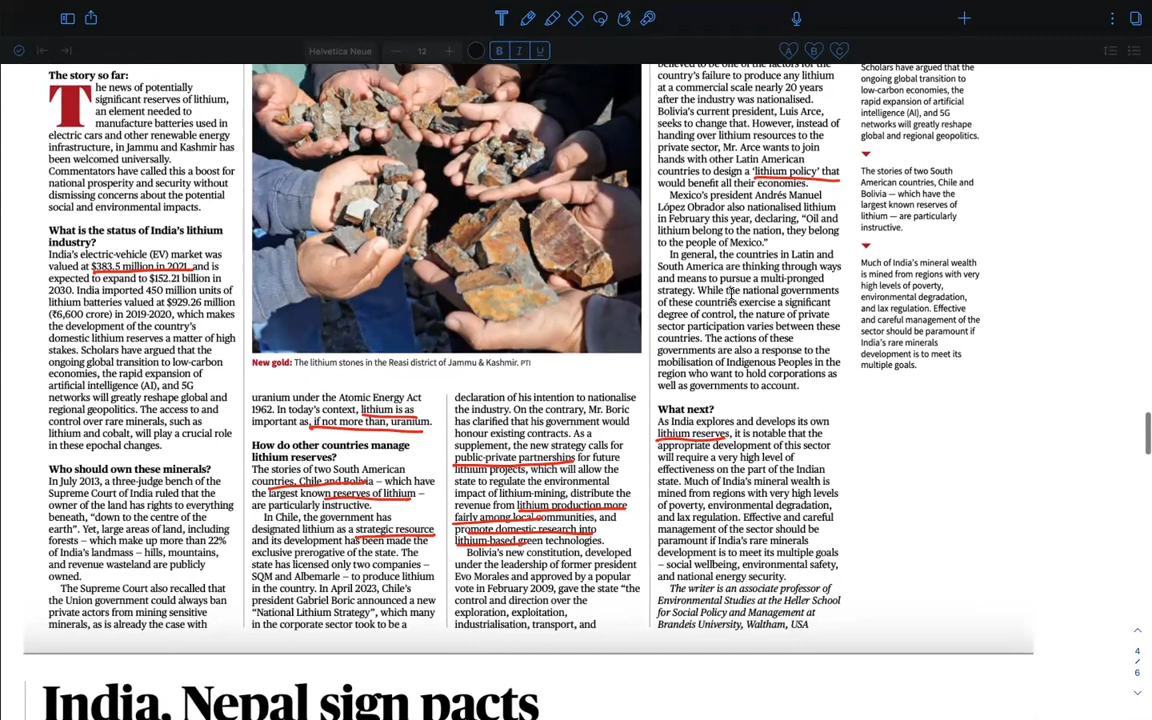 Helvetica Neue
12
B I U
A B C
The story so far:
The news of potentially
significant reserves of lithium,
an element needed to
manufacture batteries used in
electric cars and other renewable energy
infrastructure, in Jammu and Kashmir has
been welcomed universally.
Commentators have called this a boost for
national prosperity and security without
dismissing concerns about the potential
social and environmental impacts.
What is the status of India’s lithium
industry?
India’s electric-vehicle (EV) market was
valued at $383.5 million in 2021, and is
expected to expand to $152.21 billion in
2030. India imported 450 million units of
lithium batteries valued at $929.26 million
(₹6,600 crore) in 2019-2020, which makes
the development of the country’s
domestic lithium reserves a matter of high
stakes. Scholars have argued that the
ongoing global transition to low-carbon
economies, the rapid expansion of
artificial intelligence (AI), and 5G
networks will greatly reshape global and
regional geopolitics. The access to and
control over rare minerals, such as
lithium and cobalt, will play a crucial role
in these epochal changes.
Who should own these minerals?
In July 2013, a three-judge bench of the
Supreme Court of India ruled that the
owner of the land has rights to everything
beneath, “down to the centre of the
earth”. Yet, large areas of land, including
forests – which make up more than 22%
of India’s landmass – hills, mountains,
and revenue wasteland are publicly
owned.
The Supreme Court also recalled that
the Union government could always ban
private actors from mining sensitive
minerals, as is already the case with
New gold: The lithium stones in the Reasi district of Jammu & Kashmir. PTI
uranium under the Atomic Energy Act
1962. In today’s context, lithium is as
important as, if not more than, uranium.
How do other countries manage
lithium reserves?
The stories of two South American
countries, Chile and Bolivia – which have
the largest known reserves of lithium –
are particularly instructive.
In Chile, the government has
designated lithium as a strategic resource
and its development has been made the
exclusive prerogative of the state. The
state has licensed only two companies –
SQM and Albemarle – to produce lithium
in the country. In April 2023, Chile’s
president Gabriel Boric announced a new
“National Lithium Strategy”, which many
in the corporate sector took to be a
declaration of his intention to nationalise
the industry. On the contrary, Mr. Boric
has clarified that his government would
honour existing contracts. As a
supplement, the new strategy calls for
public-private partnerships for future
lithium projects, which will allow the
state to regulate the environmental
impact of lithium-mining, distribute the
revenue from lithium production more
fairly among local communities, and
promote domestic research into
lithium-based green technologies.
Bolivia’s new constitution, developed
under the leadership of former president
Evo Morales and approved by a popular
vote in February 2009, gave the state “the
control and direction over the
exploration, exploitation,
industrialisation, transport, and
believed to be one of the factors for the
country’s failure to produce any lithium
at a commercial scale nearly 20 years
after the industry was nationalised.
Bolivia’s current president, Luis Arce,
seeks to change that. However, instead of
handing over lithium resources to the
private sector, Mr. Arce wants to join
hands with other Latin American
countries to design a ‘lithium policy’ that
would benefit all their economies.
Mexico’s president Andrés Manuel
López Obrador also nationalised lithium
in February this year, declaring, “Oil and
lithium belong to the nation, they belong
to the people of Mexico.”
In general, the countries in Latin and
South America are thinking through ways
and means to pursue a multi-pronged
strategy. While the national governments
of these countries exercise a significant
degree of control, the nature of private
sector participation varies between these
countries. The actions of these
governments are also a response to the
mobilisation of Indigenous Peoples in the
region who want to hold corporations as
well as governments to account.
What next?
As India explores and develops its own
lithium reserves, it is notable that the
appropriate development of this sector
will require a very high level of
effectiveness on the part of the Indian
state. Much of India’s mineral wealth is
mined from regions with very high levels
of poverty, environmental degradation,
and lax regulation. Effective and careful
management of the sector should be
paramount if India’s rare minerals
development is to meet its multiple goals
– social wellbeing, environmental safety,
and national energy security.
The writer is an associate professor of
Environmental Studies at the Heller School
for Social Policy and Management at
Brandeis University, Waltham, USA
Scholars have argued that the
ongoing global transition to
low-carbon economies, the
rapid expansion of artificial
intelligence (AI), and 5G
networks will greatly reshape
global and regional geopolitics.
The stories of two South
American countries, Chile and
Bolivia — which have the
largest known reserves of
lithium — are particularly
instructive.
Much of India’s mineral wealth
is mined from regions with very
high levels of poverty,
environmental degradation,
and lax regulation. Effective
and careful management of the
sector should be paramount if
India’s rare minerals
development is to meet its
multiple goals.
4
/
6
India, Nepal sign pacts